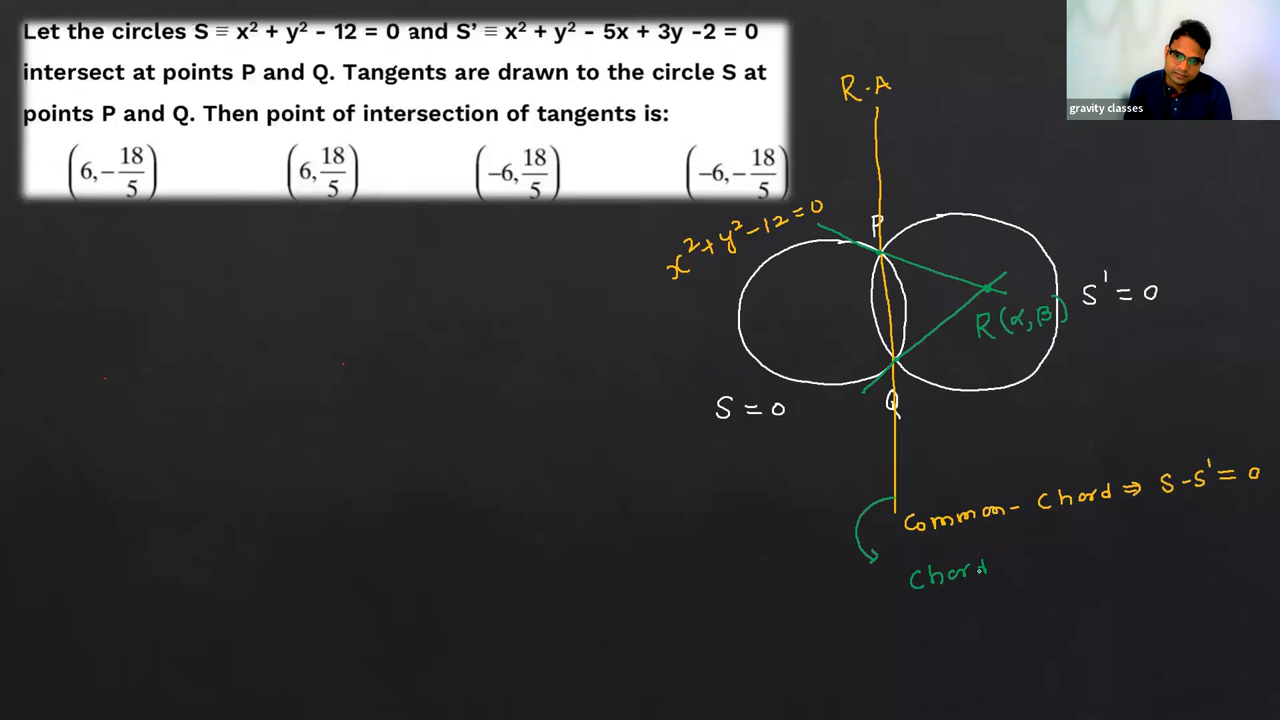 Let the circles S ≡ x² + y² - 12 = 0 and S' ≡ x² + y² - 5x + 3y -2 = 0
intersect at points P and Q. Tangents are drawn to the circle S at
points P and Q. Then point of intersection of tangents is:
(6,-18/5) (6,18/5) (-6,18/5) (-6,-18/5)
gravity classes
R.A
x²+y²-12=0
P
S'=0
R(α,β)
S=0
Q
Common-Chord ⇒ S-S'=0
Chord